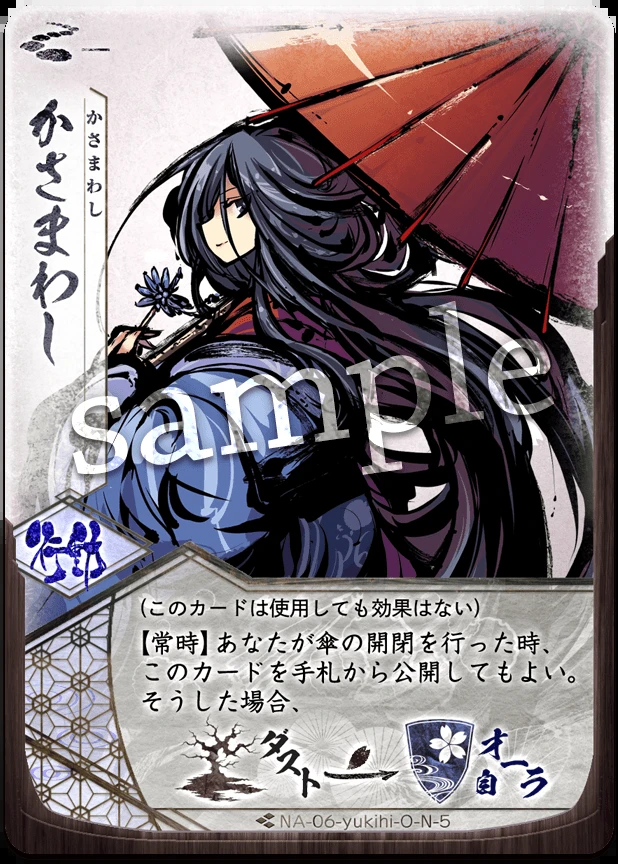 かさまわし
かさまわし
sample
行動
(このカードは使用しても効果はない)
【常時】あなたが傘の開閉を行った時、
このカードを手札から公開してもよい。
そうした場合、
ダスト
オーラ
自
NA-06-yukihi-O-N-5